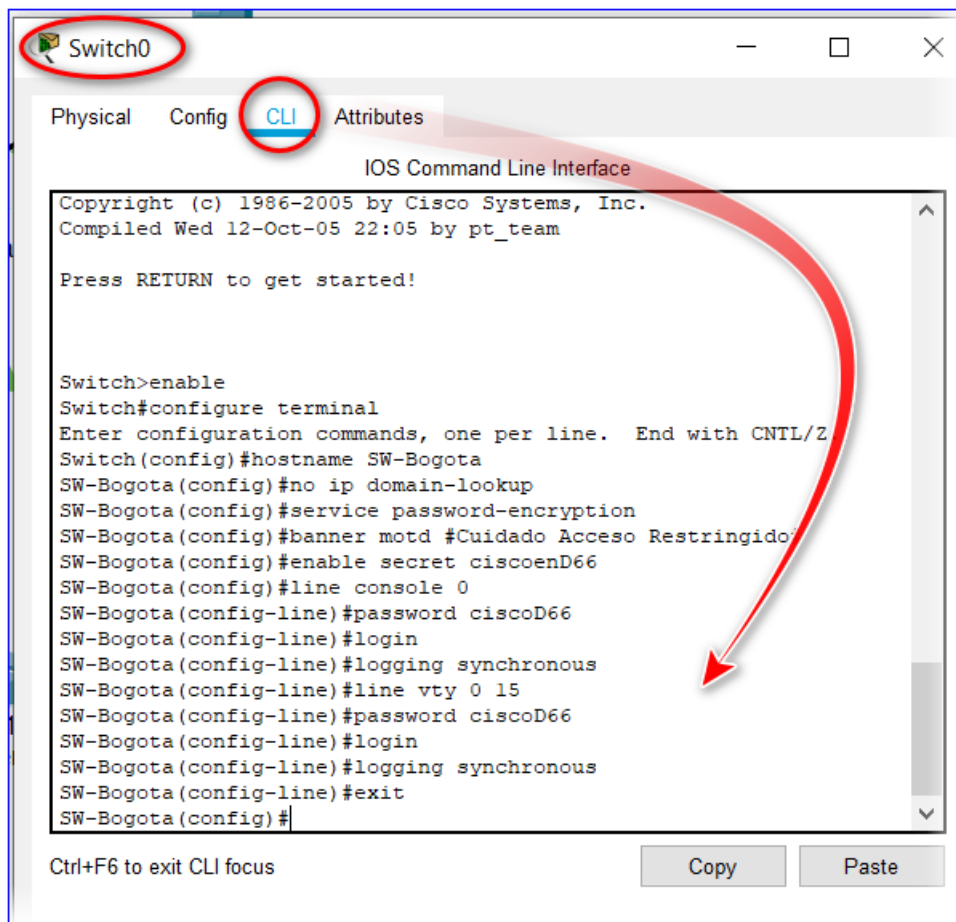 Switch0
Physical Config CLI Attributes
IOS Command Line Interface
Copyright (c) 1986-2005 by Cisco Systems, Inc.
Compiled Wed 12-Oct-05 22:05 by pt_team
Press RETURN to get started!
Switch>enable
Switch#configure terminal
Enter configuration commands, one per line.  End with CNTL/Z.
Switch(config)#hostname SW-Bogota
SW-Bogota(config)#no ip domain-lookup
SW-Bogota(config)#service password-encryption
SW-Bogota(config)#banner motd #Cuidado Acceso Restringido#
SW-Bogota(config)#enable secret ciscoenD66
SW-Bogota(config)#line console 0
SW-Bogota(config-line)#password ciscoD66
SW-Bogota(config-line)#login
SW-Bogota(config-line)#logging synchronous
SW-Bogota(config-line)#line vty 0 15
SW-Bogota(config-line)#password ciscoD66
SW-Bogota(config-line)#login
SW-Bogota(config-line)#logging synchronous
SW-Bogota(config-line)#exit
SW-Bogota(config)#
Ctrl+F6 to exit CLI focus
Copy Paste